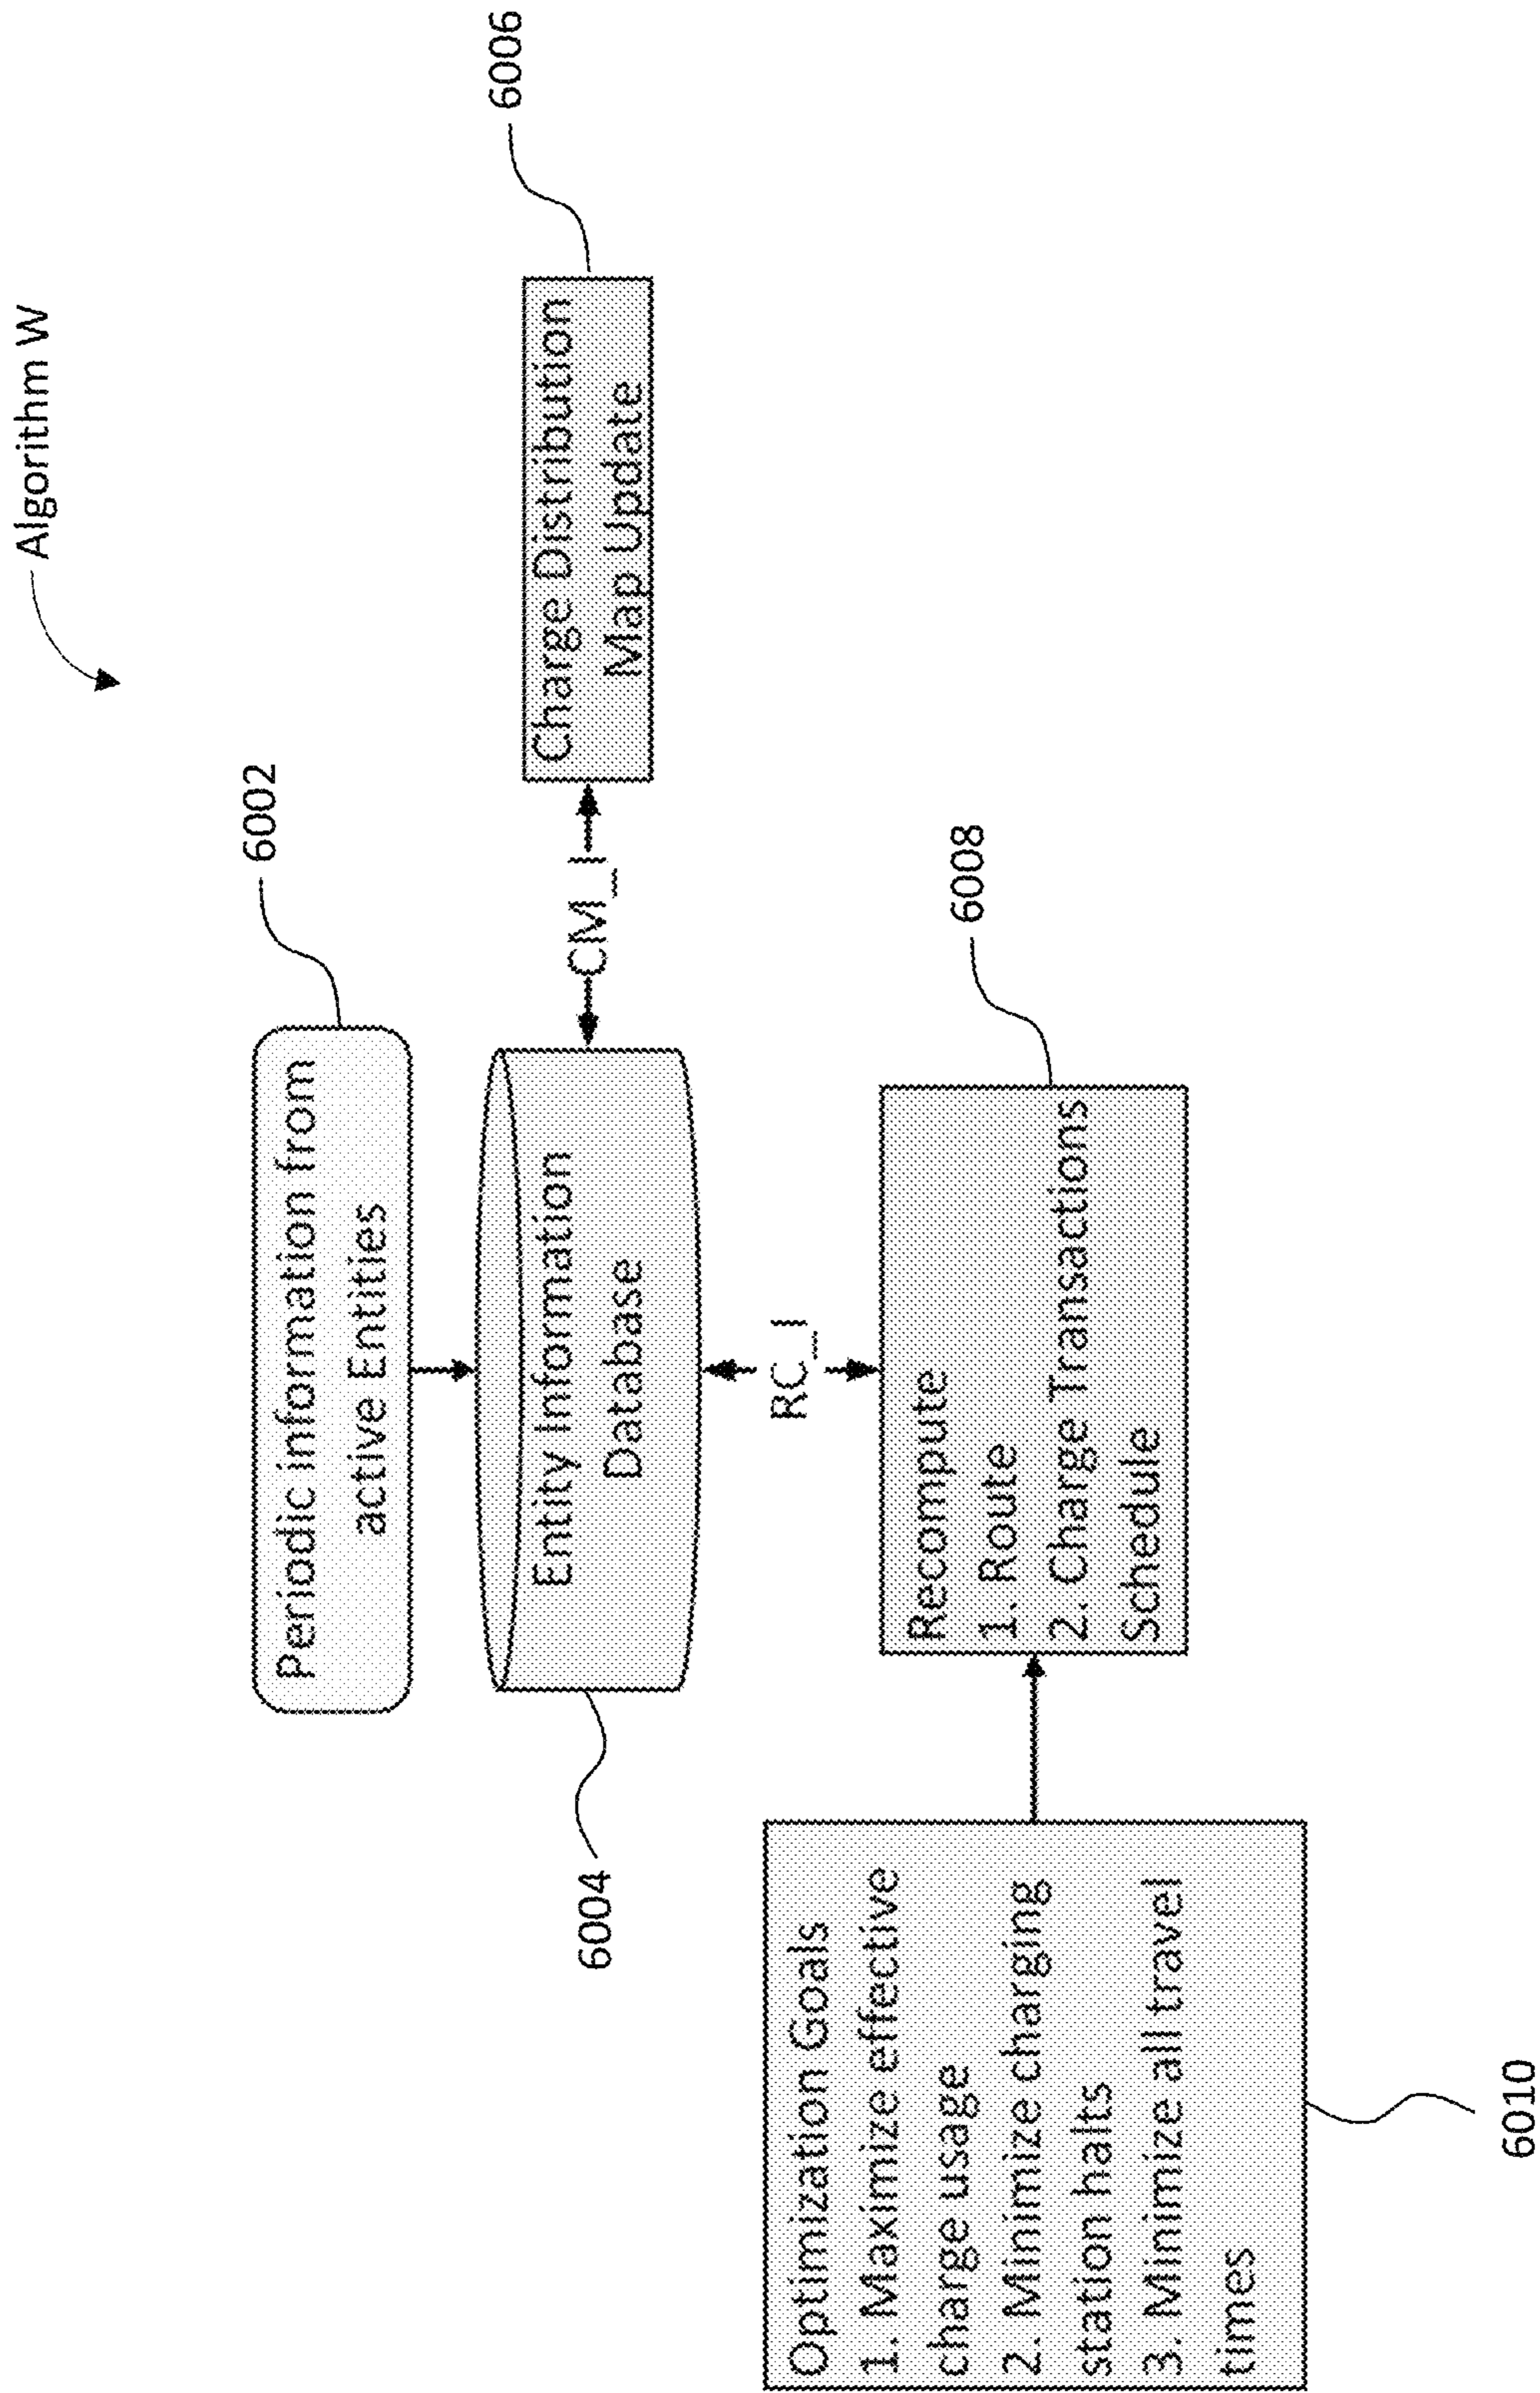 Algorithm W
6002
Periodic information from
active Entities
6004
Entity Information
Database
CM_I
Charge Distribution
Map Update
6006
RC_I
Optimization Goals
1. Maximize effective
charge usage
2. Minimize charging
station halts
3. Minimize all travel
times
6010
Recompute
1. Route
2. Charge Transactions
Schedule
6008